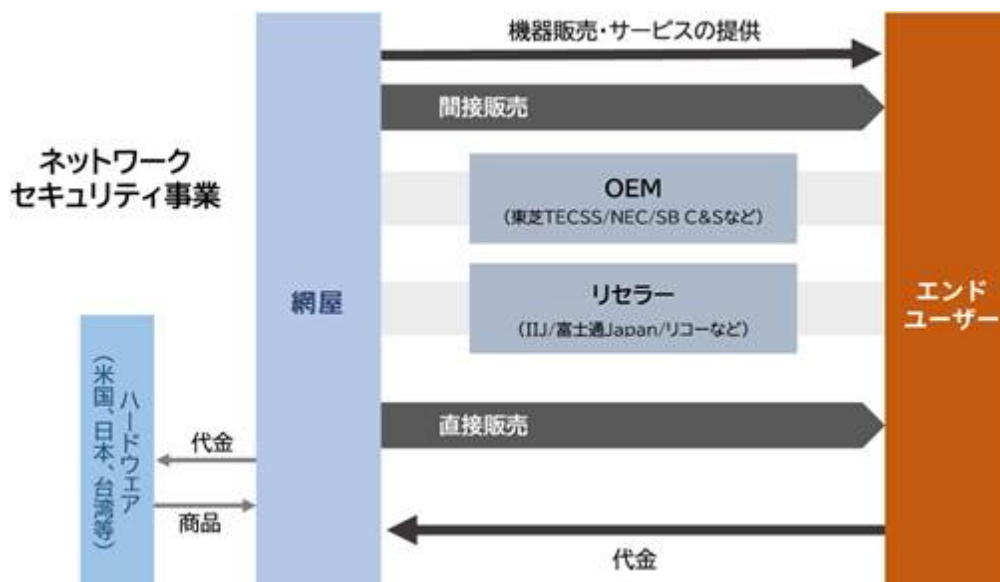 機器販売・サービスの提供
間接販売
ネットワーク
セキュリティ事業
OEM
（東芝TECSS/NEC/SB C&Sなど）
網屋
リセラー
（IIJ/富士通Japan/リコーなど）
エンド
ユーザー
直接販売
ハードウェア
（米国、日本、台湾等）
代金
商品
代金